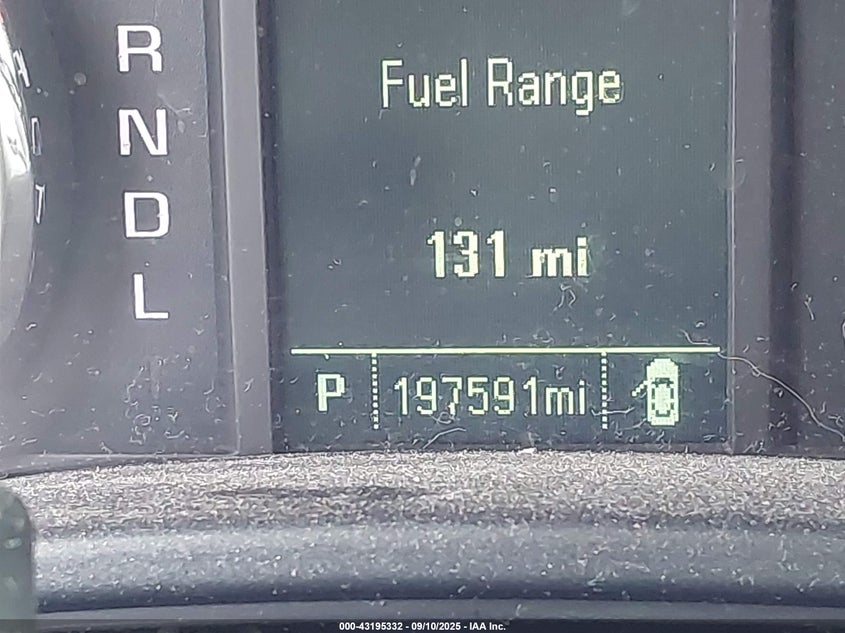 R
N
D
L
Fuel Range
131 mi
P 197591mi
000-43195332 - 09/10/2025 - IAA Inc.